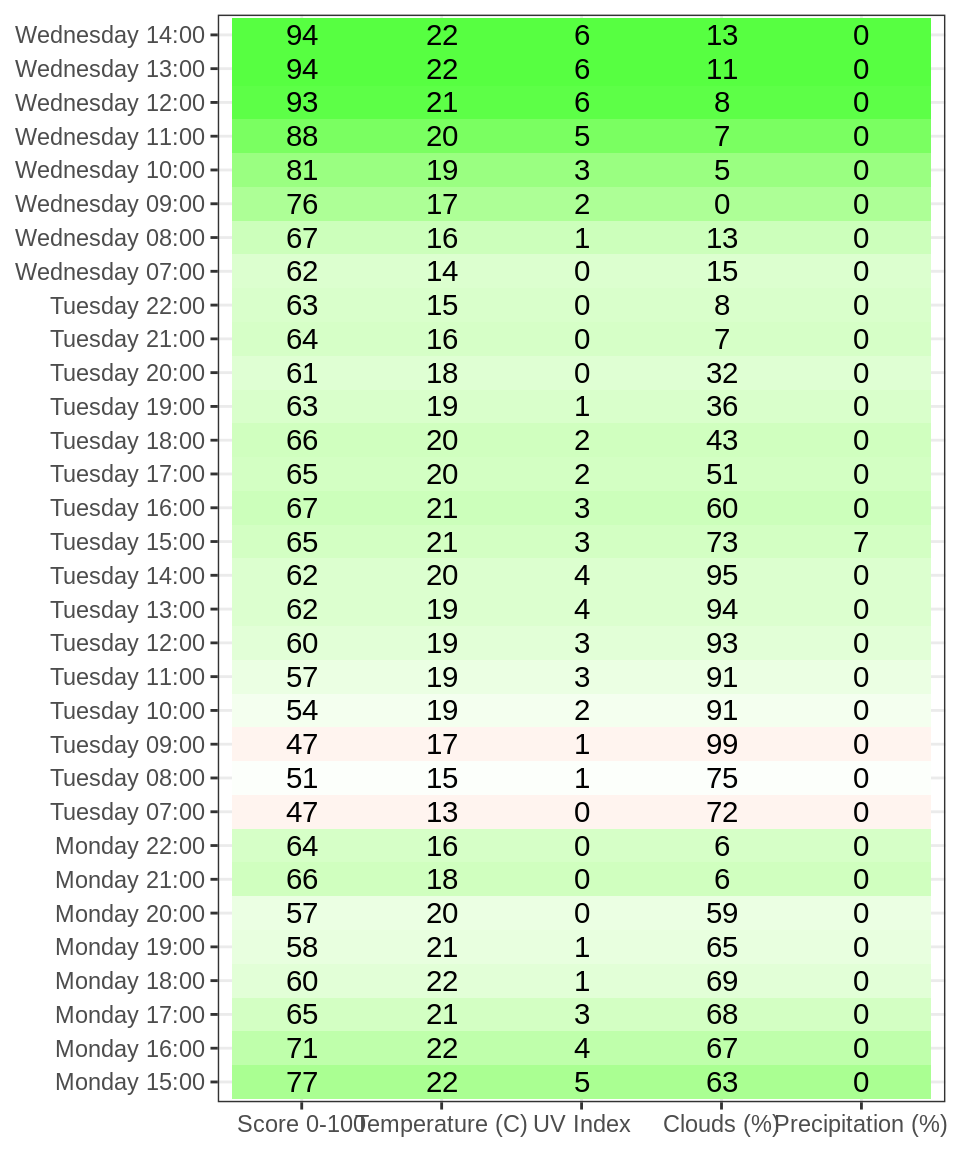 Wednesday 14:00 94 22 6 13 0
Wednesday 13:00 94 22 6 11 0
Wednesday 12:00 93 21 6 8 0
Wednesday 11:00 88 20 5 7 0
Wednesday 10:00 81 19 3 5 0
Wednesday 09:00 76 17 2 0 0
Wednesday 08:00 67 16 1 13 0
Wednesday 07:00 62 14 0 15 0
Tuesday 22:00 63 15 0 8 0
Tuesday 21:00 64 16 0 7 0
Tuesday 20:00 61 18 0 32 0
Tuesday 19:00 63 19 1 36 0
Tuesday 18:00 66 20 2 43 0
Tuesday 17:00 65 20 2 51 0
Tuesday 16:00 67 21 3 60 0
Tuesday 15:00 65 21 3 73 7
Tuesday 14:00 62 20 4 95 0
Tuesday 13:00 62 19 4 94 0
Tuesday 12:00 60 19 3 93 0
Tuesday 11:00 57 19 3 91 0
Tuesday 10:00 54 19 2 91 0
Tuesday 09:00 47 17 1 99 0
Tuesday 08:00 51 15 1 75 0
Tuesday 07:00 47 13 0 72 0
Monday 22:00 64 16 0 6 0
Monday 21:00 66 18 0 6 0
Monday 20:00 57 20 0 59 0
Monday 19:00 58 21 1 65 0
Monday 18:00 60 22 1 69 0
Monday 17:00 65 21 3 68 0
Monday 16:00 71 22 4 67 0
Monday 15:00 77 22 5 63 0
Score 0-100 Temperature (C) UV Index Clouds (%) Precipitation (%)